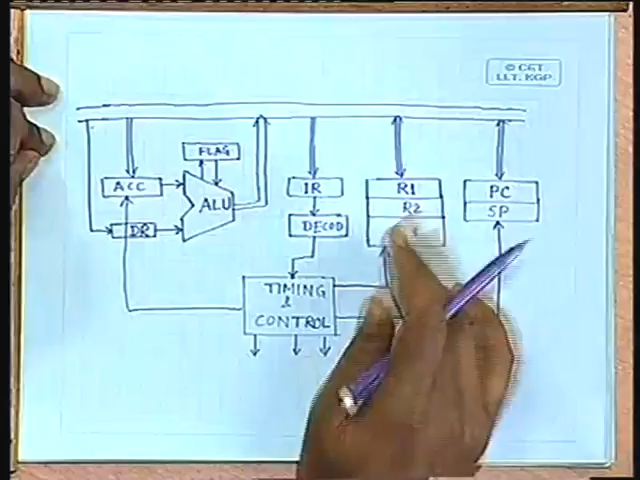 © CET
I.I.T. KGP
FLAG
ACC
ALU
DR
IR
DECOD
R1
R2
PC
SP
TIMING
&
CONTROL